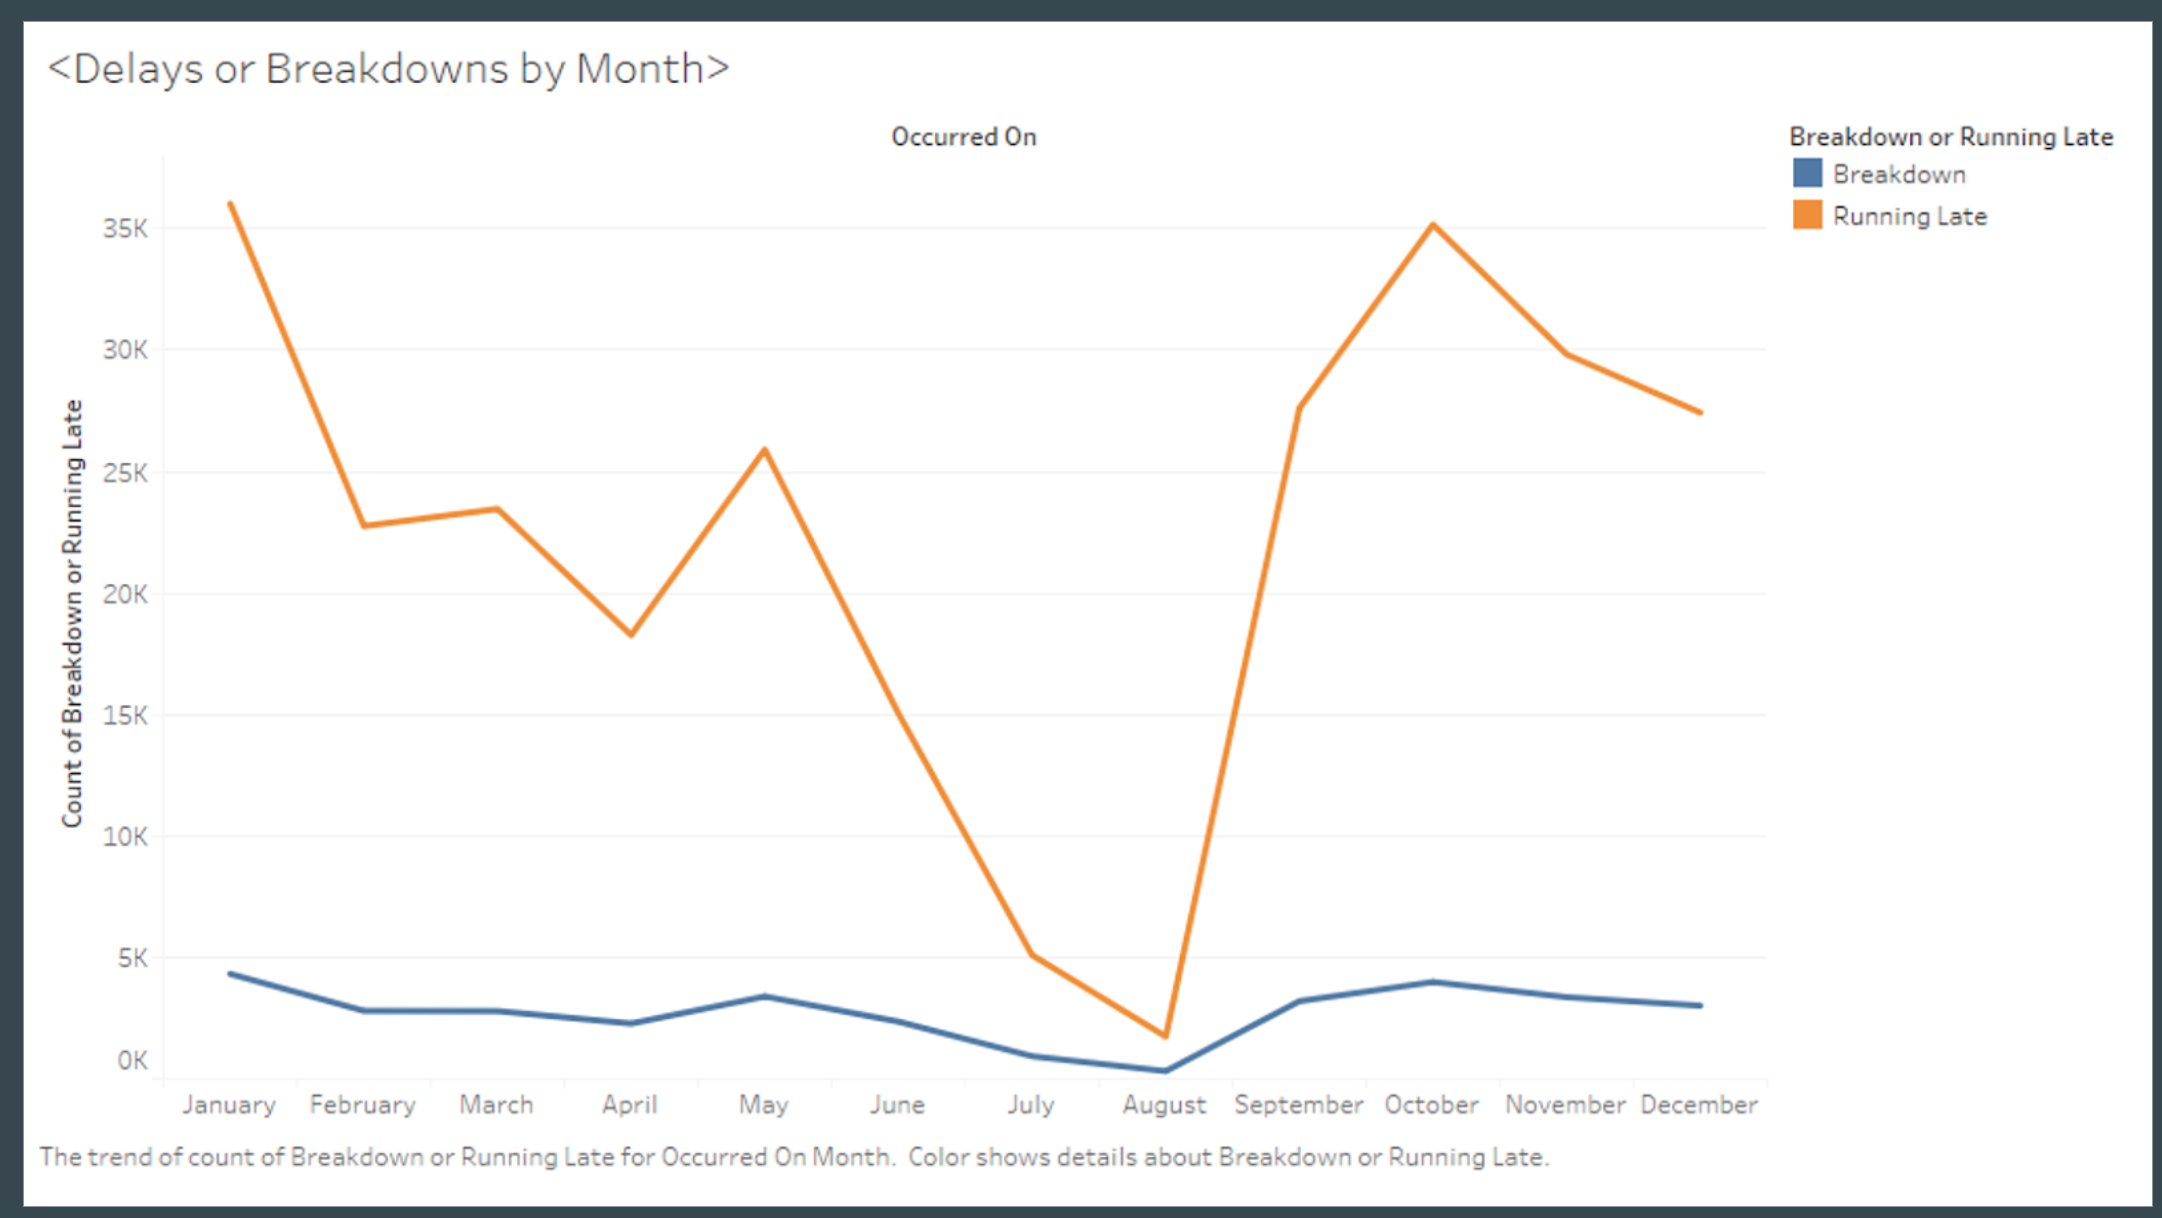 <Delays or Breakdowns by Month>
Occurred On
Breakdown or Running Late
Breakdown
Running Late
Count of Breakdown or Running Late
35K
30K
25K
20K
15K
10K
5K
0K
January February March April May June July August September October November December
The trend of count of Breakdown or Running Late for Occurred On Month. Color shows details about Breakdown or Running Late.